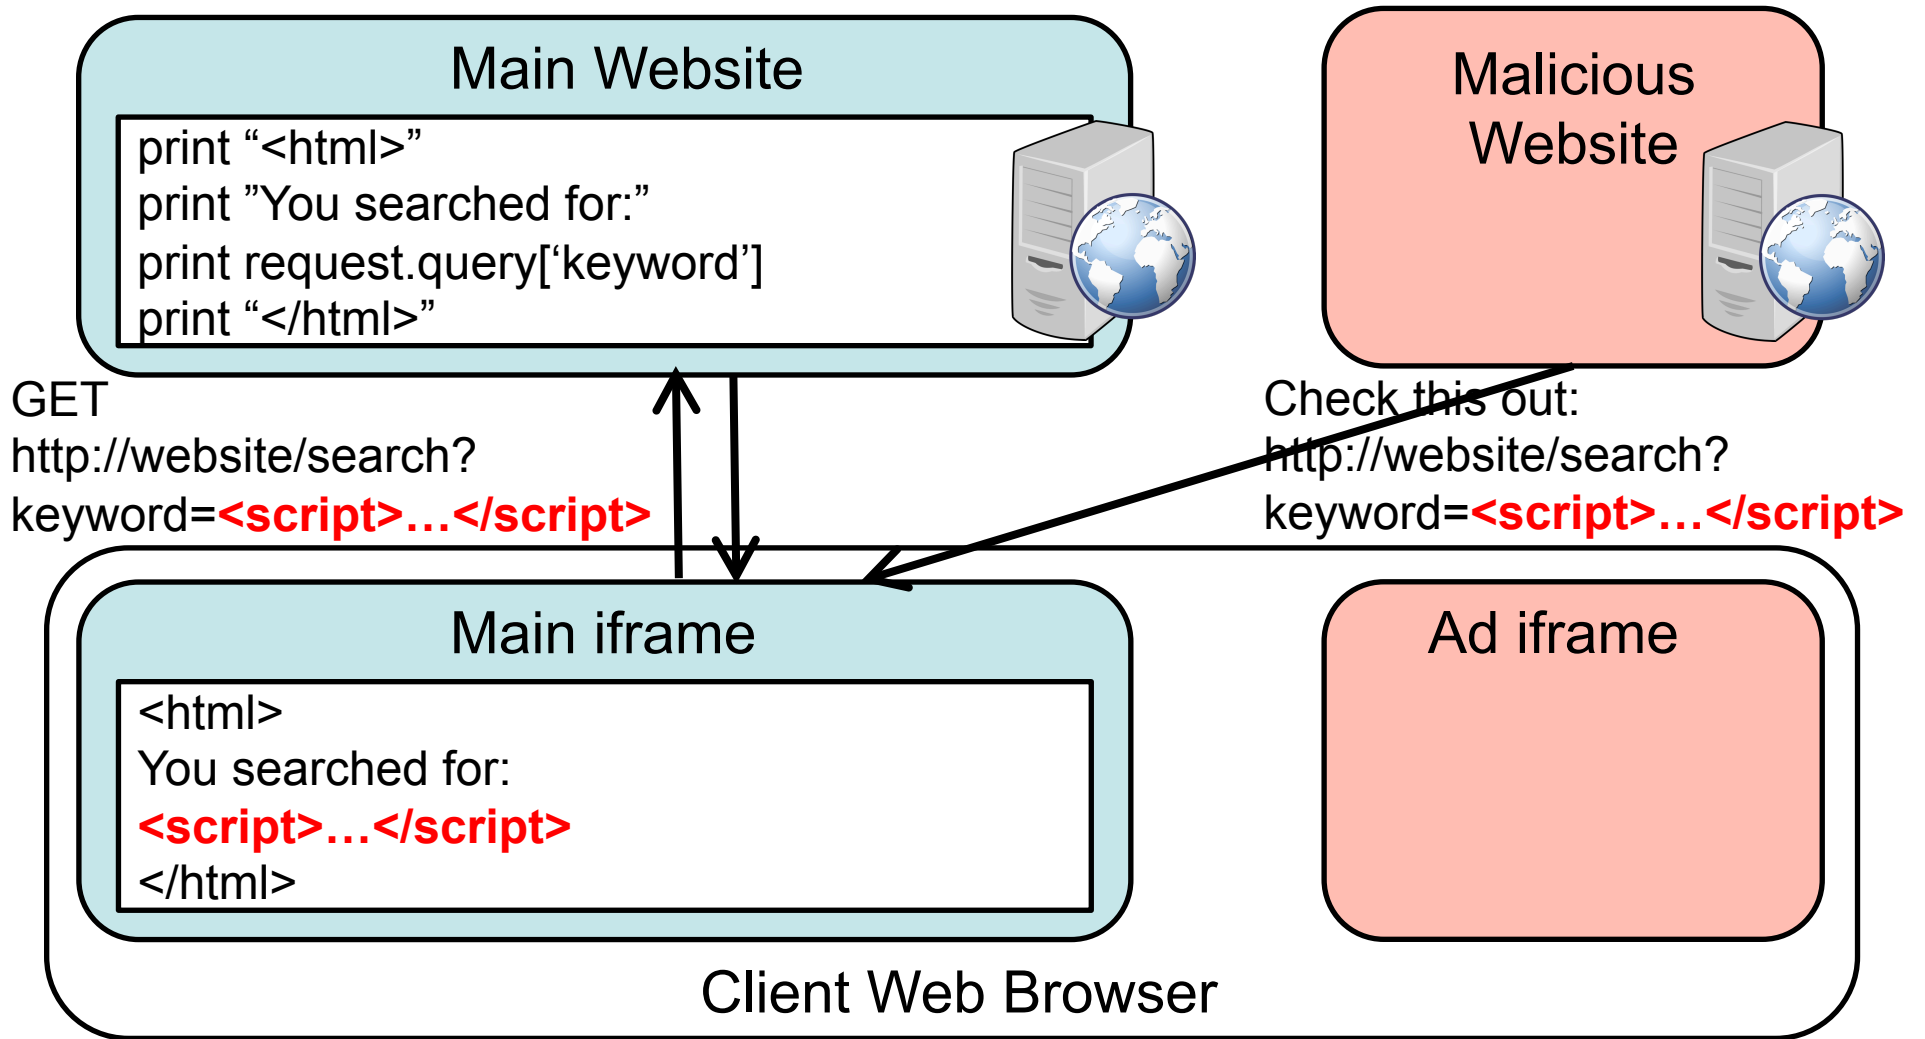 Main Website
print “<html>”
print ”You searched for:”
print request.query[‘keyword’]
print “</html>”
Malicious
Website
GET
http://website/search?
keyword=<script>…</script>
Check this out:
http://website/search?
keyword=<script>…</script>
Main iframe
<html>
You searched for:
<script>…</script>
</html>
Ad iframe
Client Web Browser